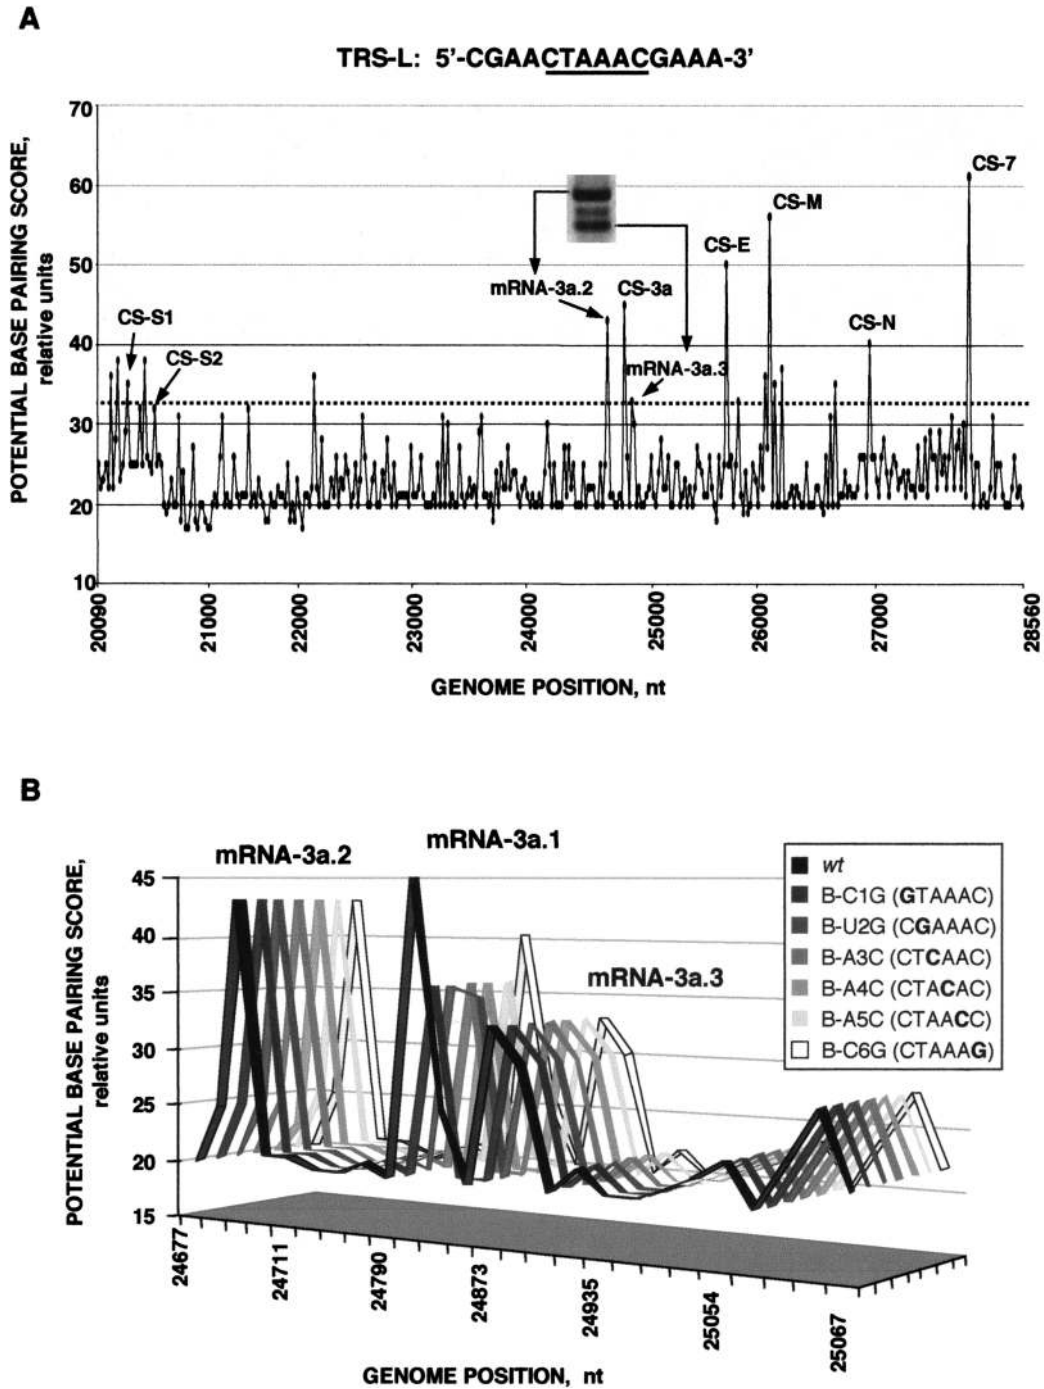 A
TRS-L: 5'-CGAACTAAACGAAA-3'
POTENTIAL BASE PAIRING SCORE,
relative units
70
60
50
40
30
20
10
CS-S1
CS-S2
mRNA-3a.2
CS-3a
mRNA-3a.3
CS-E
CS-M
CS-N
CS-7
20090
21000
22000
23000
24000
25000
26000
27000
28560
GENOME POSITION, nt
B
POTENTIAL BASE PAIRING SCORE,
relative units
mRNA-3a.2
mRNA-3a.1
mRNA-3a.3
45
40
35
30
25
20
15
wt
B-C1G (GTAAAC)
B-U2G (CGAAAC)
B-A3C (CTCAAC)
B-A4C (CTACAC)
B-A5C (CTAACC)
B-C6G (CTAAAG)
24677
24711
24790
24873
24935
25054
25067
GENOME POSITION, nt